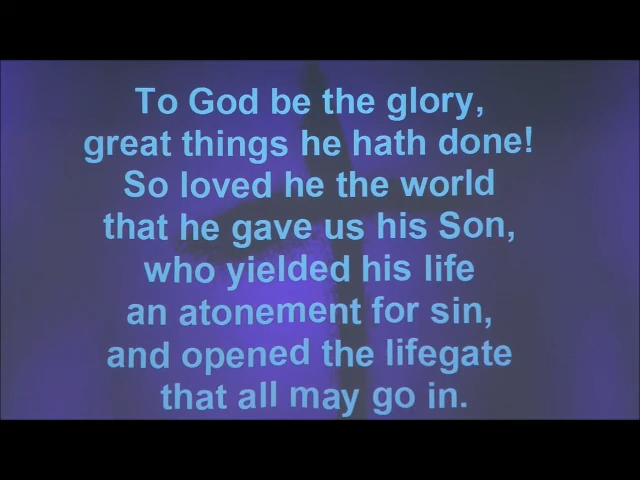 To God be the glory,
great things he hath done!
So loved he the world
that he gave us his Son,
who yielded his life
an atonement for sin,
and opened the lifegate
that all may go in.